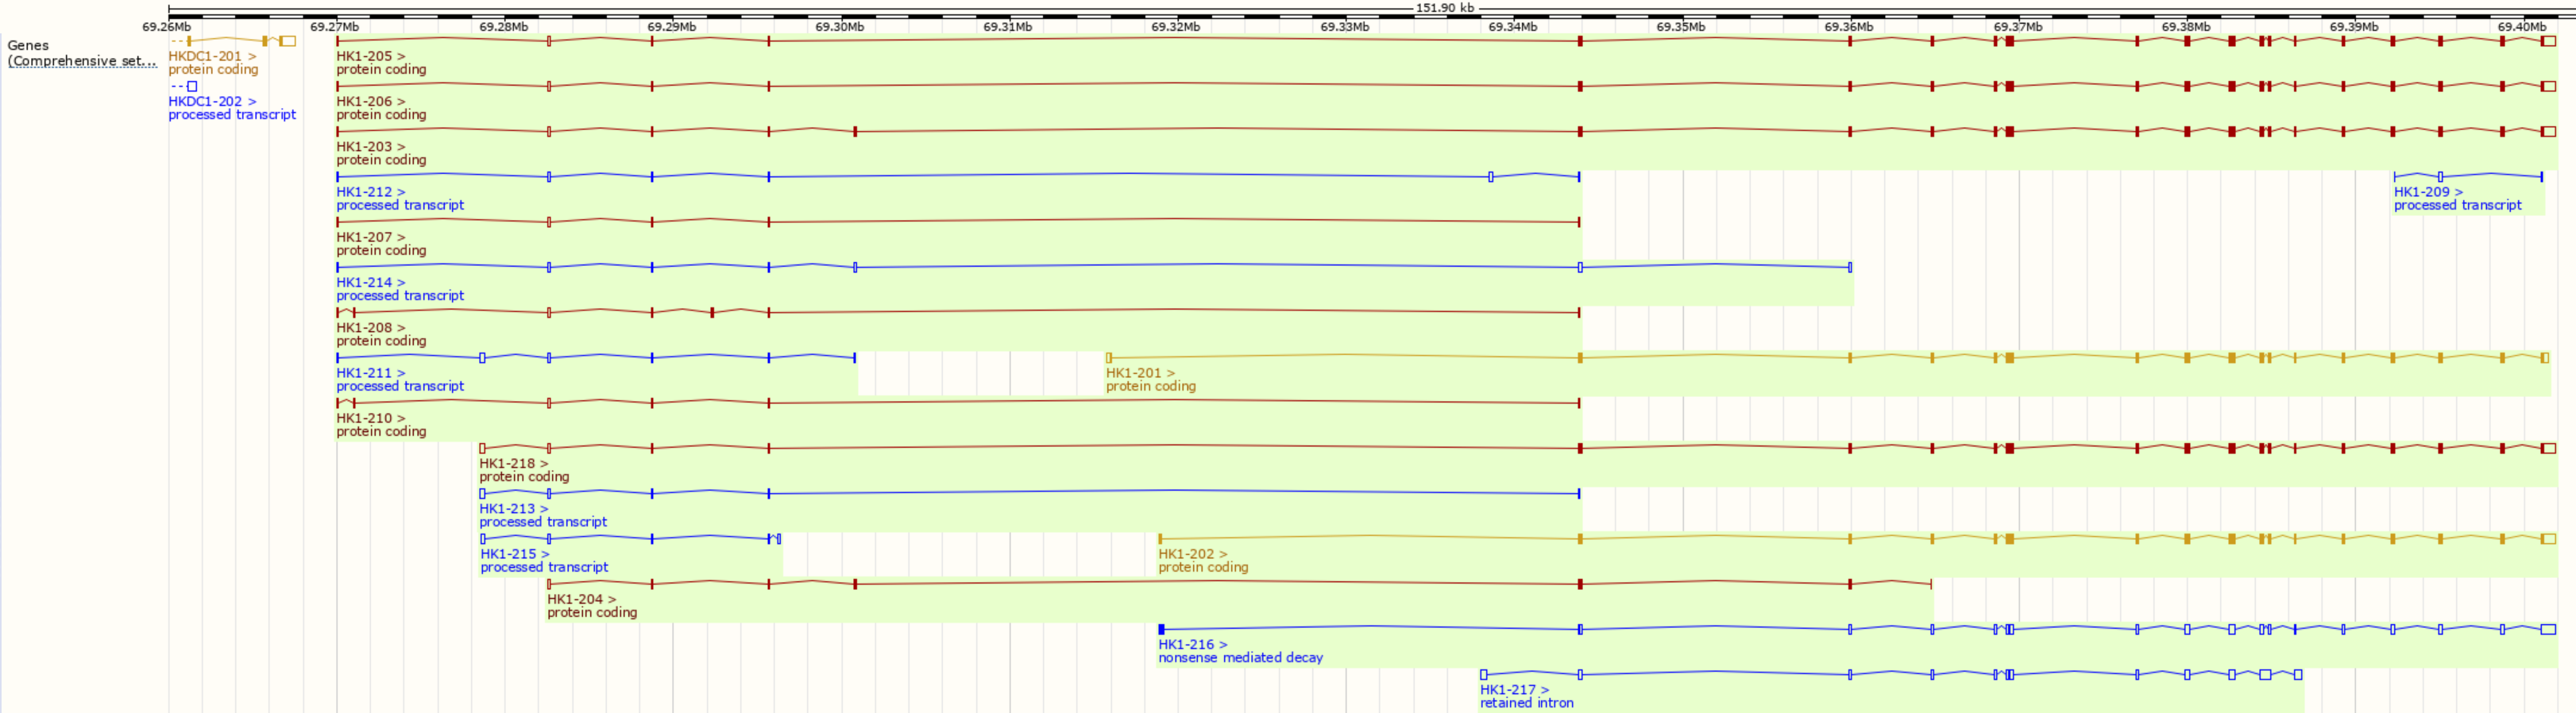 151.90 kb
69.26Mb 69.27Mb 69.28Mb 69.29Mb 69.30Mb 69.31Mb 69.32Mb 69.33Mb 69.34Mb 69.35Mb 69.36Mb 69.37Mb 69.38Mb 69.39Mb 69.40Mb
Genes
(Comprehensive set...
HKDC1-201 >
protein coding
HK1-205 >
protein coding
HKDC1-202 >
processed transcript
HK1-206 >
protein coding
HK1-203 >
protein coding
HK1-212 >
processed transcript
HK1-209 >
processed transcript
HK1-207 >
protein coding
HK1-214 >
processed transcript
HK1-208 >
protein coding
HK1-211 >
processed transcript
HK1-201 >
protein coding
HK1-210 >
protein coding
HK1-218 >
protein coding
HK1-213 >
processed transcript
HK1-215 >
processed transcript
HK1-202 >
protein coding
HK1-204 >
protein coding
HK1-216 >
nonsense mediated decay
HK1-217 >
retained intron